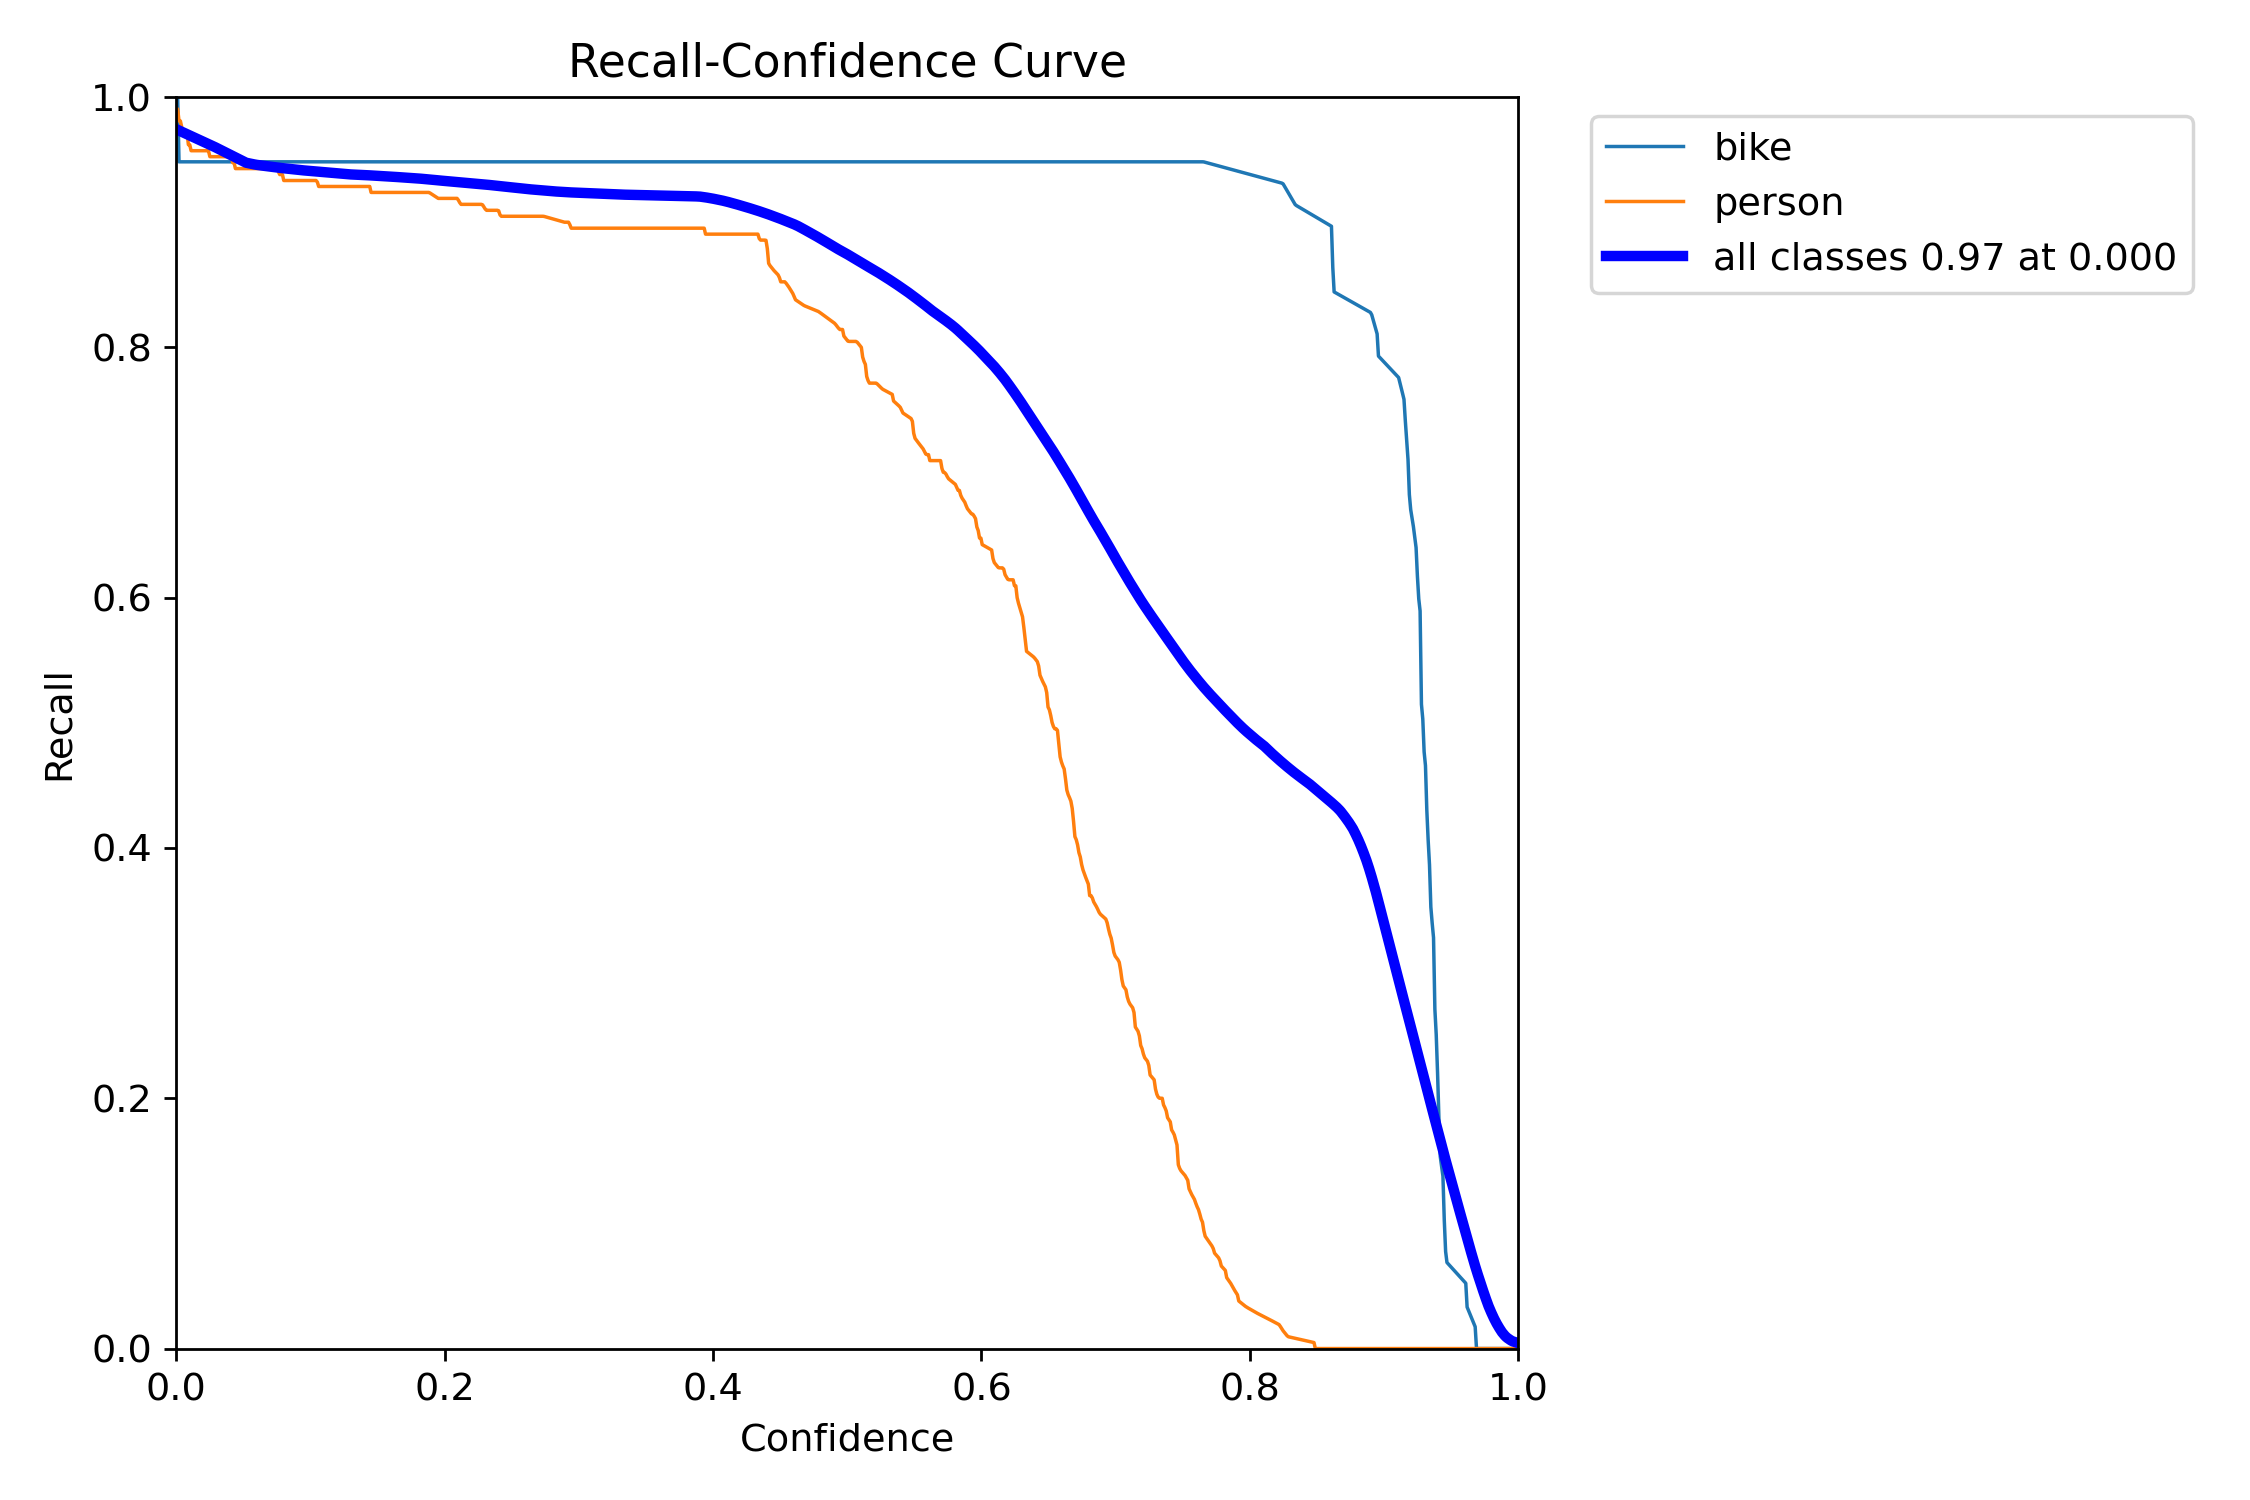 Recall-Confidence Curve
1.0
0.8
0.6
0.4
0.2
0.0
Recall
0.0 0.2 0.4 0.6 0.8 1.0
Confidence
bike
person
all classes 0.97 at 0.000